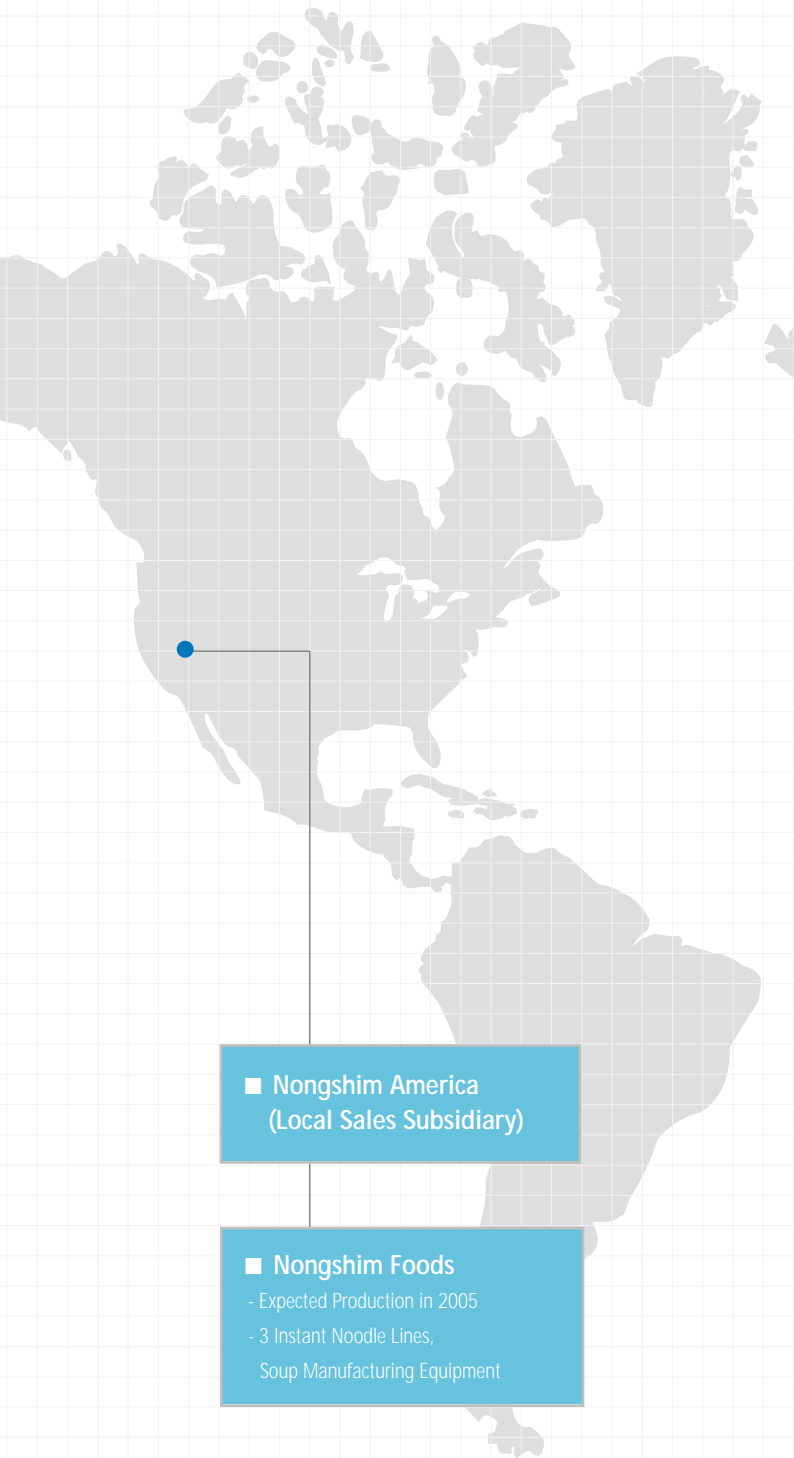 ■ Nongshim America
(Local Sales Subsidiary)
■ Nongshim Foods
- Expected Production in 2005
- 3 Instant Noodle Lines,
Soup Manufacturing Equipment